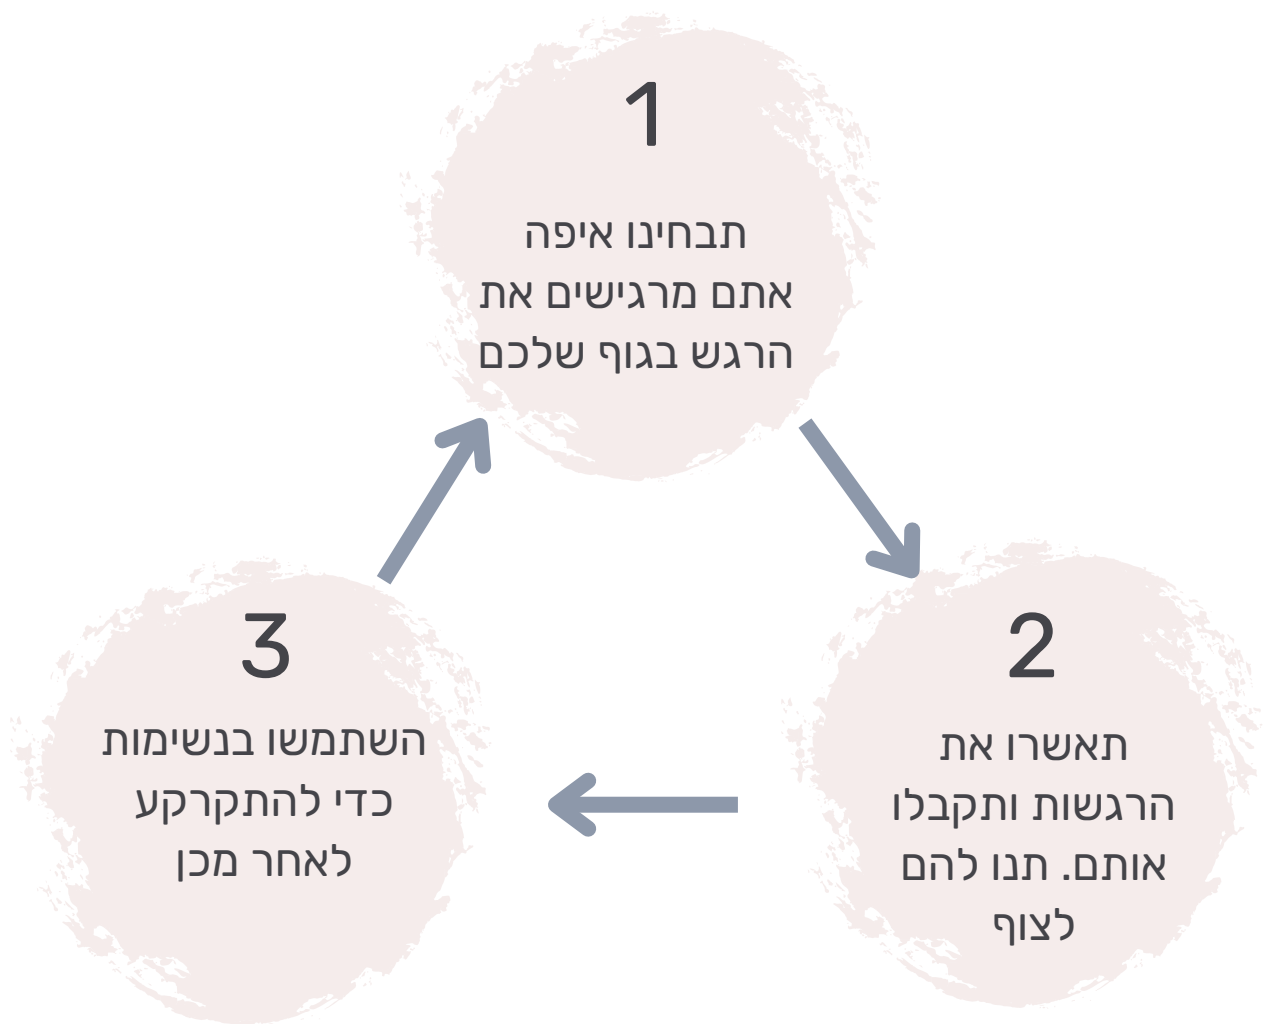 1
תבחינו איפה
אתם מרגישים את
הרגש בגוף שלכם
2
תאשרו את
הרגשות ותקבלו
אותם. תנו להם
לצוף
3
השתמשו בנשימות
כדי להתקרקע
לאחר מכן